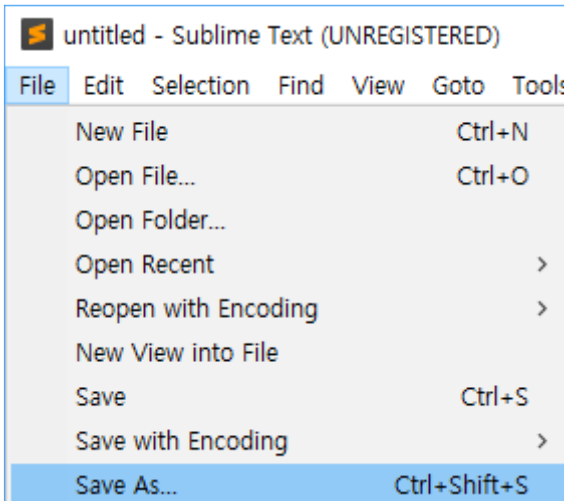 untitled - Sublime Text (UNREGISTERED)
File Edit Selection Find View Goto Tools
New File Ctrl+N
Open File... Ctrl+O
Open Folder...
Open Recent
Reopen with Encoding
New View into File
Save Ctrl+S
Save with Encoding
Save As... Ctrl+Shift+S